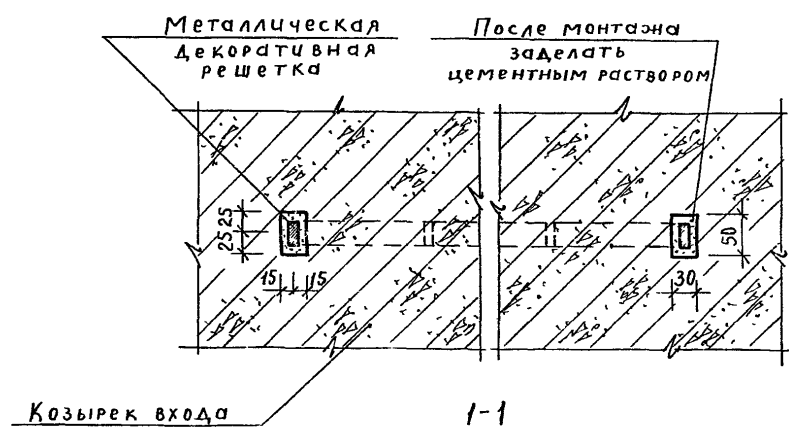 Металлическая
декоративная
решетка
После монтажа
заделать
цементным раствором
25 25
15 15
50
30
Козырек входа
1-1